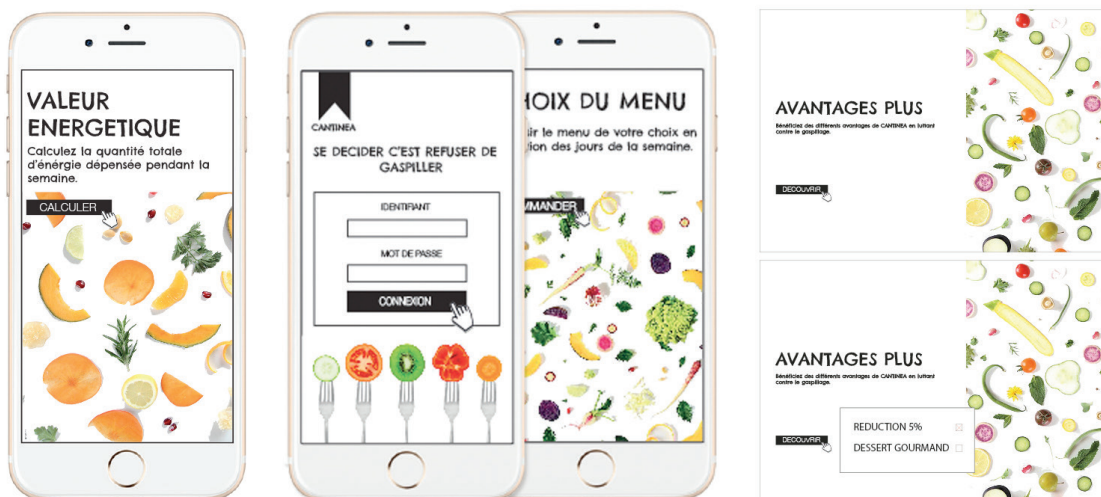 VALEUR
ENERGETIQUE
Calculez la quantité totale
d'énérgie dépensée pendant la
semaine.
CALCULER
CANTINEA
SE DECIDER C'EST REFUSER DE
GASPILLER
IDENTIFIANT
MOT DE PASSE
CONNEXION
HOIX DU MENU
ir le menu de votre choix en
tion des jours de la semaine.
MMANDER
AVANTAGES PLUS
Bénéficiez des différents avantages de CANTINEA en luttant
contre le gaspillage.
DECOUVRIR
AVANTAGES PLUS
Bénéficiez des différents avantages de CANTINEA en luttant
contre le gaspillage.
DECOUVRIR
REDUCTION 5%
DESSERT GOURMAND